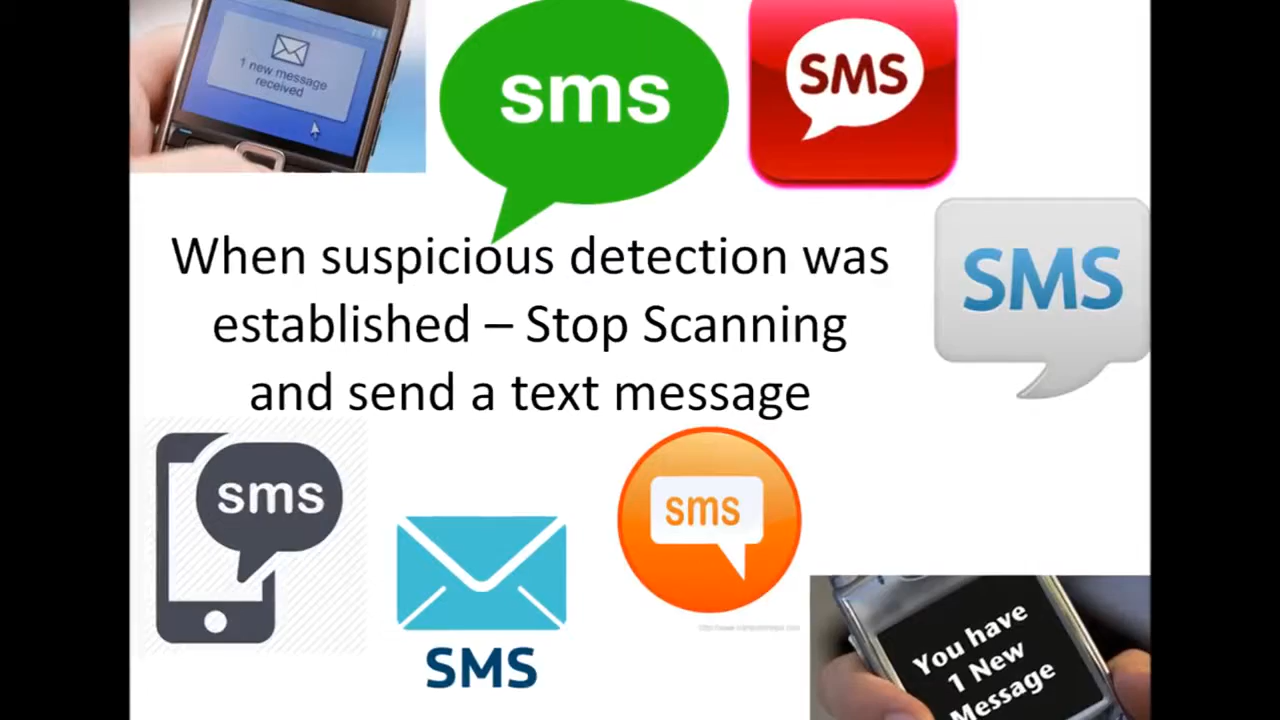 1 new message
received
sms
SMS
SMS
When suspicious detection was
established – Stop Scanning
and send a text message
sms
sms
SMS
You have
1 New
Message